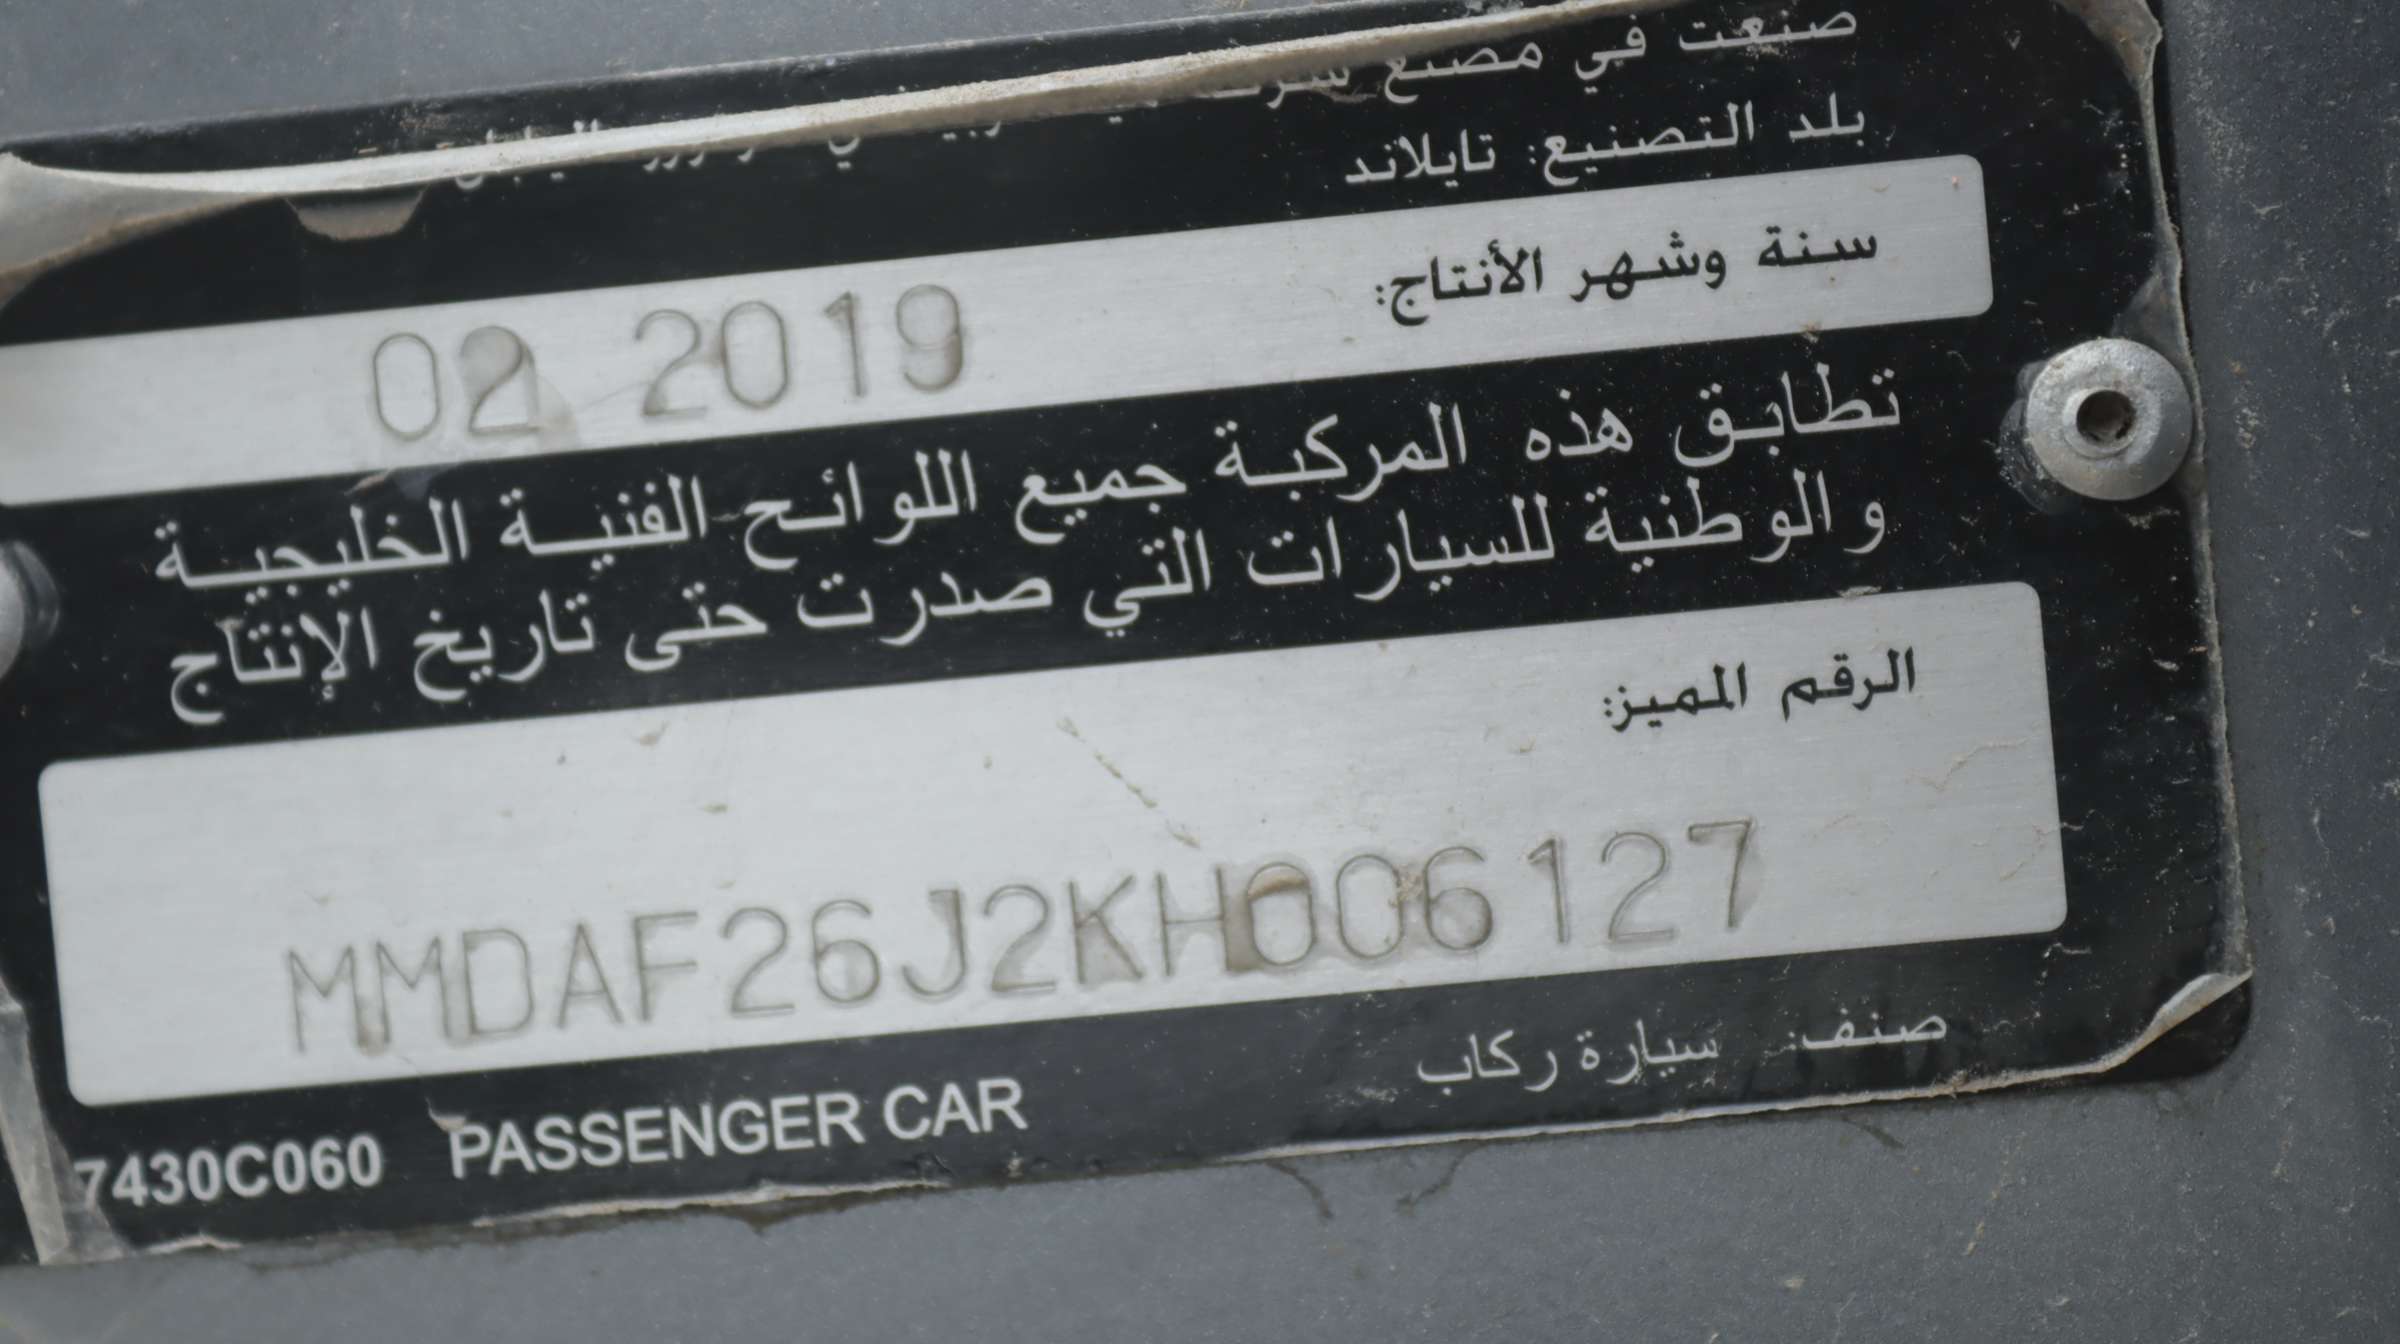 صنعت في مصنع
بلد التصنيع: تايلاند
سنة وشهر الأنتاج:
02 2019
تطابق هذه المركبة جميع اللوائح الفنية الخليجية
والوطنية للسيارات التي صدرت حتى تاريخ الإنتاج
الرقم المميز:
MMDAF26J2KH006127
صنف: سيارة ركاب
7430C060 PASSENGER CAR